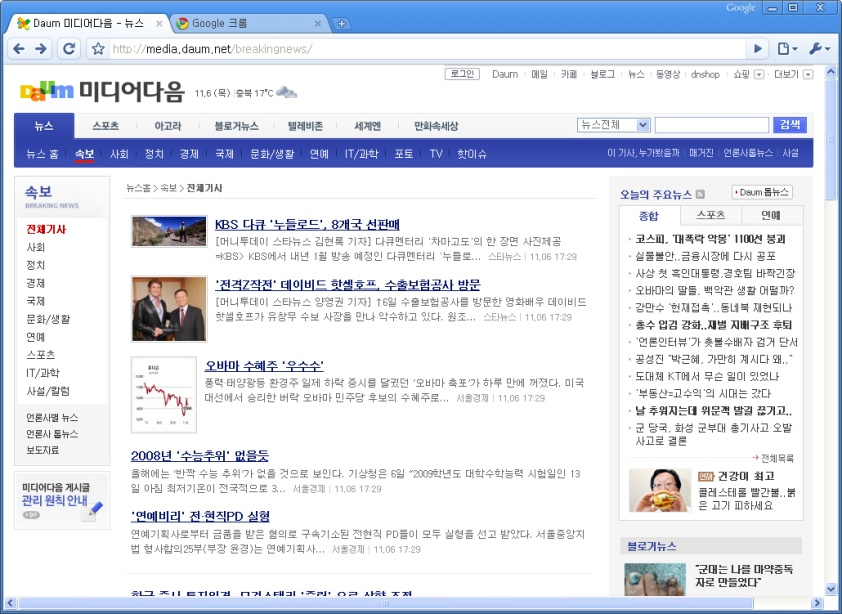 Google
Daum 미디어다음 - 뉴스
Google 크롬
http://media.daum.net/breakingnews/
로그인 Daum 메일 카페 블로그 뉴스 동영상 dnshop 쇼핑 더보기
Daum 미디어다음 11.6 (목) 충북 17℃
뉴스 스포츠 아고라 블로거뉴스 텔레비존 세계엔 만화속세상 뉴스전체 검색
뉴스 홈 속보 사회 정치 경제 국제 문화/생활 연예 IT/과학 포토 TV 핫이슈 이 기사, 누가봤을까 매거진 언론사톱뉴스 사설
속보
BREAKING NEWS
전체기사
사회
정치
경제
국제
문화/생활
연예
스포츠
IT/과학
사설/칼럼
언론사별 뉴스
언론사 톱뉴스
보도자료
미디어다음 게시글
관리 원칙 안내
뉴스홈 > 속보 > 전체기사
KBS 다큐 '누들로드', 8개국 선판매
[머니투데이 스타뉴스 김현록 기자] 다큐멘터리 '차마고도'의 한 장면 사진제공
=KBS> KBS에서 내년 1월 방송 예정인 다큐멘터리 '누들로... 스타뉴스 | 11.06 17:29
'전격Z작전' 데이비드 핫셀호프, 수출보험공사 방문
[머니투데이 스타뉴스 양영권 기자] 16일 수출보험공사를 방문한 영화배우 데이비드
핫셀호프가 유창무 수보 사장을 만나 악수하고 있다. 원조... 스타뉴스 | 11.06 17:29
오바마 수혜주 '우수수'
풍력·태양광등 환경주 일제 하락 증시를 달궜던 '오바마 축포'가 하루 만에 꺼졌다. 미국
대선에서 승리한 버락 오바마 민주당 후보의 수혜주로... 서울경제 | 11.06 17:29
2008년 '수능추위' 없을듯
올해에는 '반짝 수능 추위'가 없을 것으로 보인다. 기상청은 6일 "2009학년도 대학수학능력 시험일인 13
일 아침 최저기온이 전국적으로 3... 서울경제 | 11.06 17:29
'연예비리' 전·현직PD 실형
연예기획사로부터 금품을 받은 혐의로 구속기소된 전현직 PD들이 모두 실형을 선고 받았다. 서울중앙지
법 형사합의25부(부장 윤경)는 연예기획사... 서울경제 | 11.06 17:29
오늘의 주요뉴스 Daum 톱뉴스
종합 스포츠 연예
코스피, '대폭락 악몽' 1100선 붕괴
실물불안..금융시장에 다시 공포
사상 첫 흑인대통령,경호팀 바짝긴장
오바마의 딸들, 백악관 생활 어떨까?
강만수 '헌재접촉'..동네북 재현되나
총수 입김 강화..재벌 지배구조 후퇴
'언론인터뷰'가 촛불수배자 검거 단서
공성진 "박근혜, 가만히 계시다 왜.."
도대체 KT에서 무슨 일이 있었나
'부동산=고수익'의 시대는 갔다
날 추워지는데 위문객 발길 끊기고..
군 당국, 화성 군부대 총기사고 오발
사고로 결론
전체목록
연재 건강이 최고
콜레스테롤 빨간불..붉
은 고기 피하세요
블로거뉴스
"군대는 나를 마약중독
자로 만들었다"